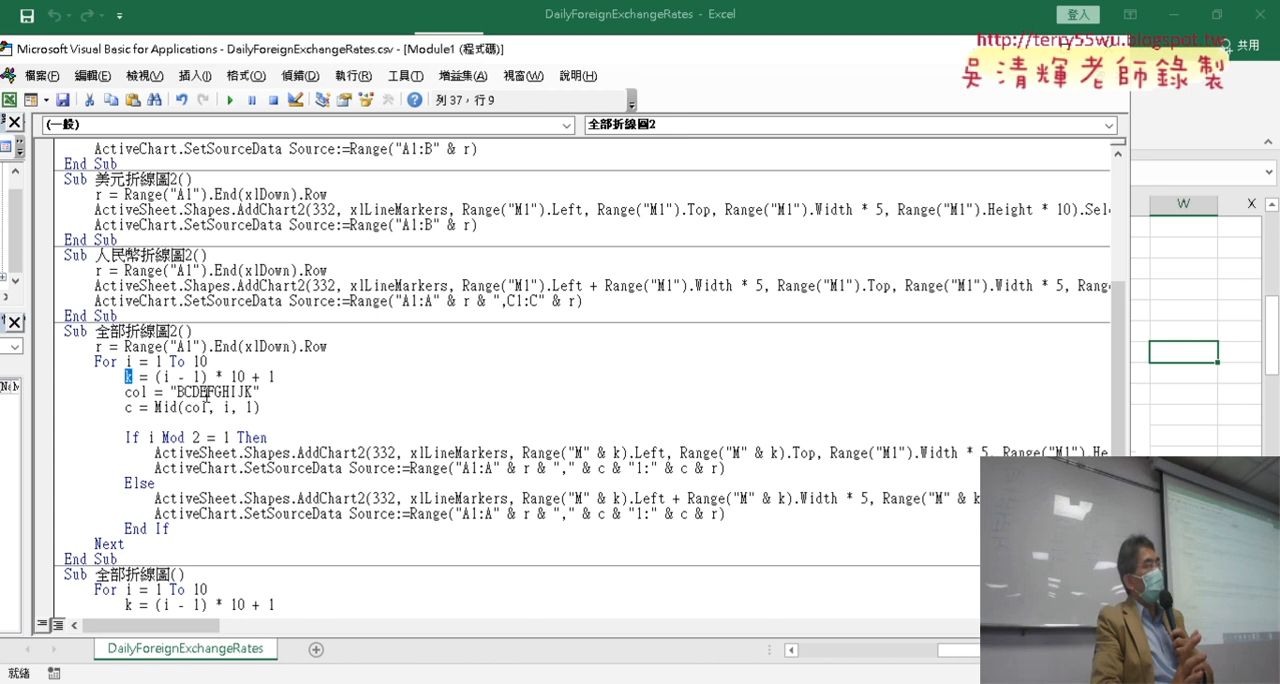 DailyForeignExchangeRates - Excel
登入
Microsoft Visual Basic for Applications - DailyForeignExchangeRates.csv - [Module1 (程式碼)]
http://terry55wu.blogspot.tw
共用
吳清輝老師錄製
檔案(F) 編輯(E) 檢視(V) 插入(I) 格式(O) 偵錯(D) 執行(R) 工具(T) 增益集(A) 視窗(W) 說明(H)
列 37，行 9
(一般)
全部折線圖2
ActiveChart.SetSourceData Source:=Range("A1:B" & r)
End Sub
Sub 美元折線圖2()
r = Range("A1").End(xlDown).Row
ActiveSheet.Shapes.AddChart2(332, xlLineMarkers, Range("M1").Left, Range("M1").Top, Range("M1").Width * 5, Range("M1").Height * 10).Sel
ActiveChart.SetSourceData Source:=Range("A1:B" & r)
End Sub
Sub 人民幣折線圖2()
r = Range("A1").End(xlDown).Row
ActiveSheet.Shapes.AddChart2(332, xlLineMarkers, Range("M1").Left + Range("M1").Width * 5, Range("M1").Top, Range("M1").Width * 5, Rang
ActiveChart.SetSourceData Source:=Range("A1:A" & r & ",C1:C" & r)
End Sub
Sub 全部折線圖2()
r = Range("A1").End(xlDown).Row
For i = 1 To 10
k = (i - 1) * 10 + 1
col = "BCDEFGHIJK"
c = Mid(col, i, 1)
If i Mod 2 = 1 Then
ActiveSheet.Shapes.AddChart2(332, xlLineMarkers, Range("M" & k).Left, Range("M" & k).Top, Range("M1").Width * 5, Range("M1").He
ActiveChart.SetSourceData Source:=Range("A1:A" & r & "," & c & "1:" & c & r)
Else
ActiveSheet.Shapes.AddChart2(332, xlLineMarkers, Range("M" & k).Left + Range("M" & k).Width * 5, Range("M" & k
ActiveChart.SetSourceData Source:=Range("A1:A" & r & "," & c & "1:" & c & r)
End If
Next
End Sub
Sub 全部折線圖()
For i = 1 To 10
k = (i - 1) * 10 + 1
W X
DailyForeignExchangeRates
就緒